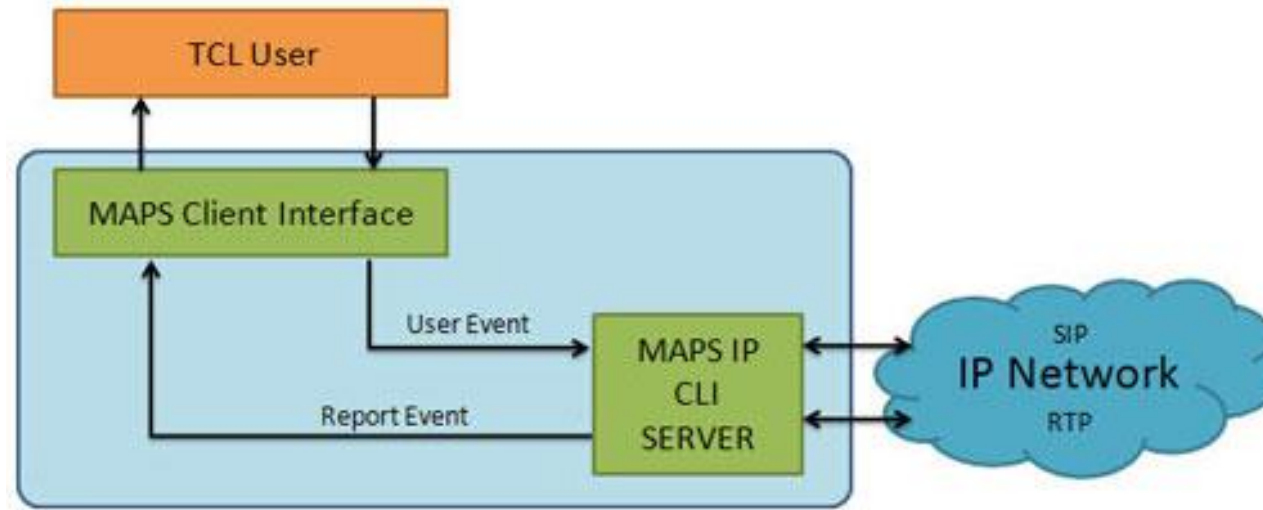 TCL User
MAPS Client Interface
User Event
Report Event
MAPS IP
CLI
SERVER
SIP
IP Network
RTP